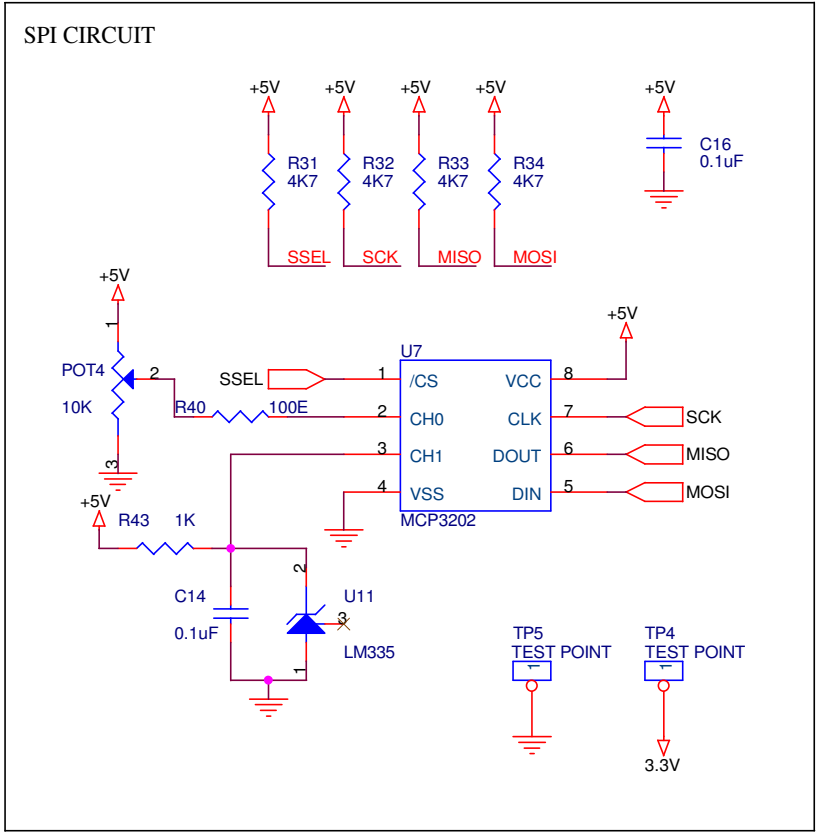 SPI CIRCUIT
+5V +5V +5V +5V +5V
R31 R32 R33 R34 C16
4K7 4K7 4K7 4K7 0.1uF
SSEL SCK MISO MOSI
+5V
+5V
1
U7
POT4 2 SSEL 1 /CS VCC 8
10K R40 100E 2 CH0 CLK 7 SCK
3 3 CH1 DOUT 6 MISO
4 VSS DIN 5 MOSI
+5V
R43 1K MCP3202
2
C14 U11
0.1uF 3
LM335
1
TP5 TP4
TEST POINT TEST POINT
1 1
3.3V